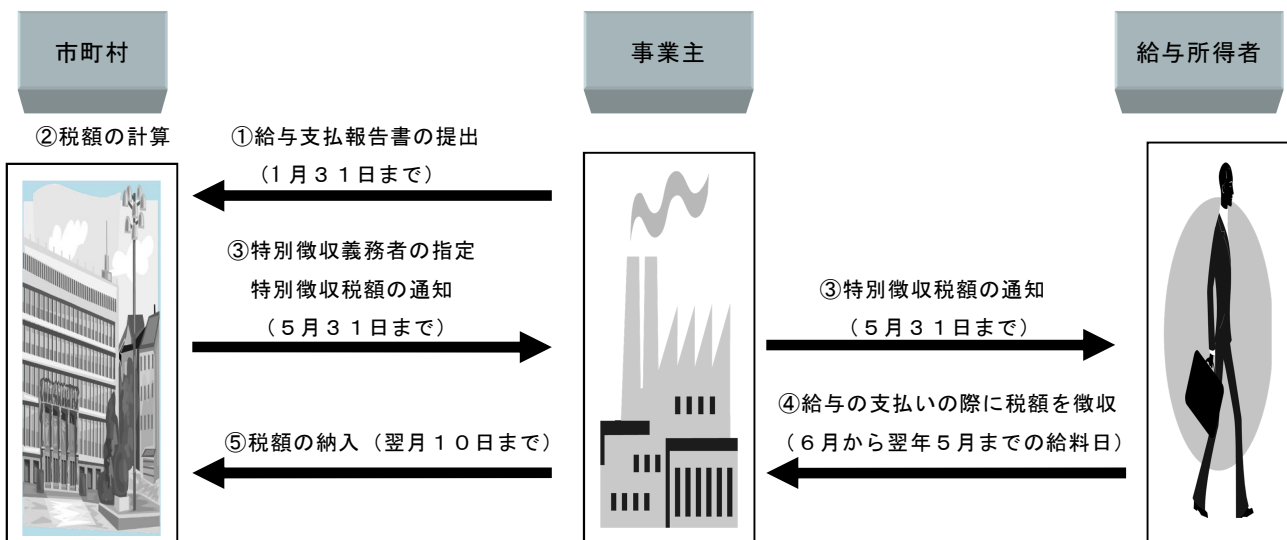 市町村
事業主
給与所得者
②税額の計算
①給与支払報告書の提出
（1月３１日まで）
③特別徴収義務者の指定
特別徴収税額の通知
（５月３１日まで）
③特別徴収税額の通知
（５月３１日まで）
④給与の支払いの際に税額を徴収
（６月から翌年５月までの給料日）
⑤税額の納入（翌月１０日まで）